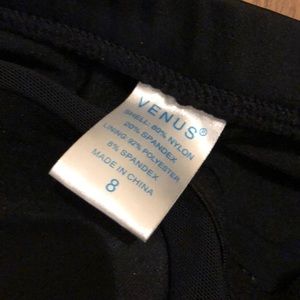 VENUS®
SHELL: 80% NYLON
20% SPANDEX
LINING: 92% POLYESTER
8% SPANDEX
MADE IN CHINA
8